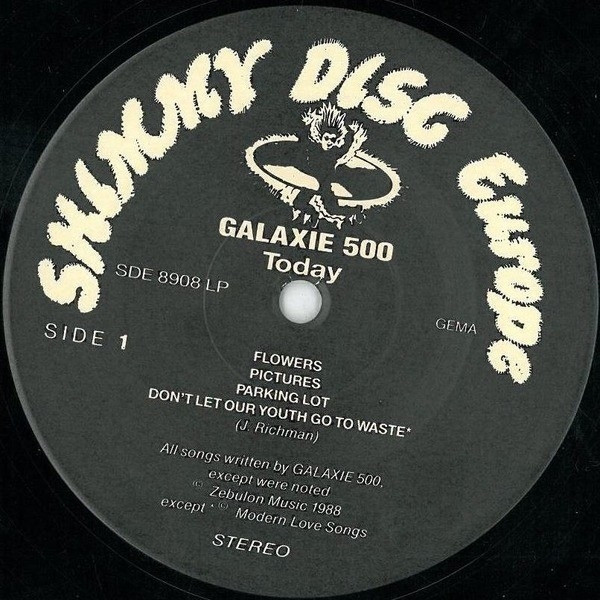 SHIMMY DISC EUROPE
GALAXIE 500
Today
SDE 8908 LP
GEMA
SIDE 1
FLOWERS
PICTURES
PARKING LOT
DON'T LET OUR YOUTH GO TO WASTE*
(J. Richman)
All songs written by GALAXIE 500,
except were noted
© Zebulon Music 1988
except * © Modern Love Songs
STEREO